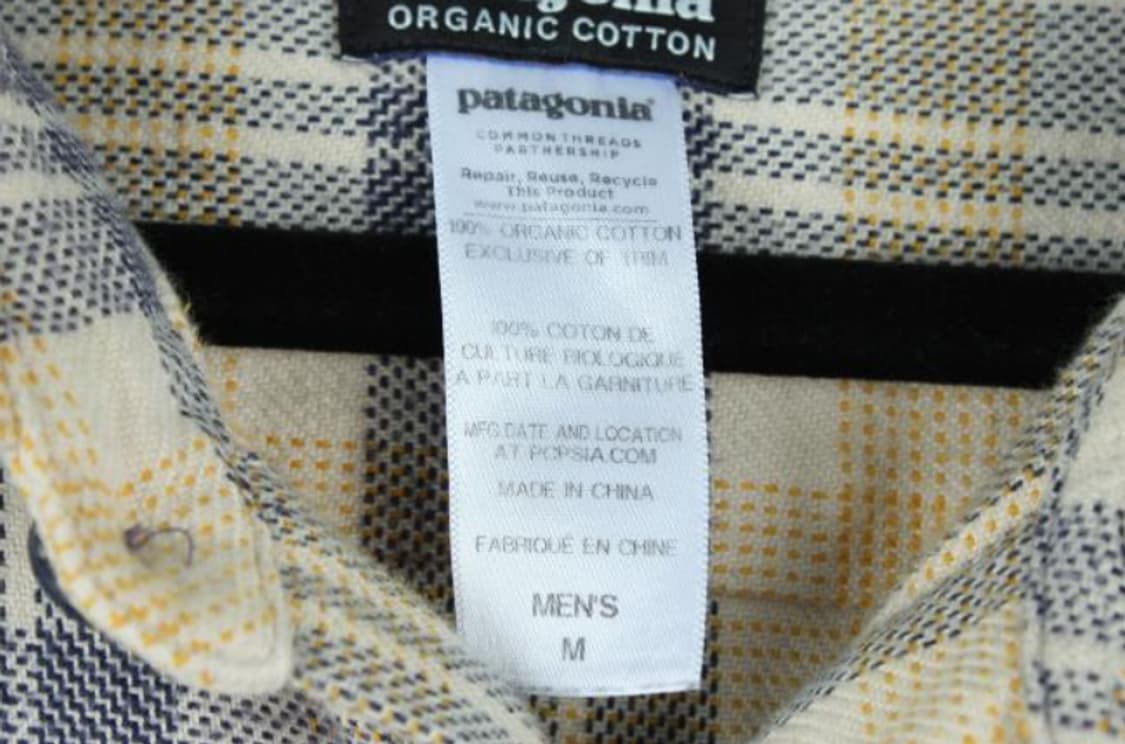 patagonia
ORGANIC COTTON
patagonia®
COMMON THREADS
PARTNERSHIP
Repair, Reuse, Recycle
This Product
www.patagonia.com
100% ORGANIC COTTON
EXCLUSIVE OF TRIM
100% COTON DE
CULTURE BIOLOGIQUE
A PART LA GARNITURE
MFG.DATE AND LOCATION
AT POPSIA.COM
MADE IN CHINA
FABRIQUÉ EN CHINE
MEN'S
M